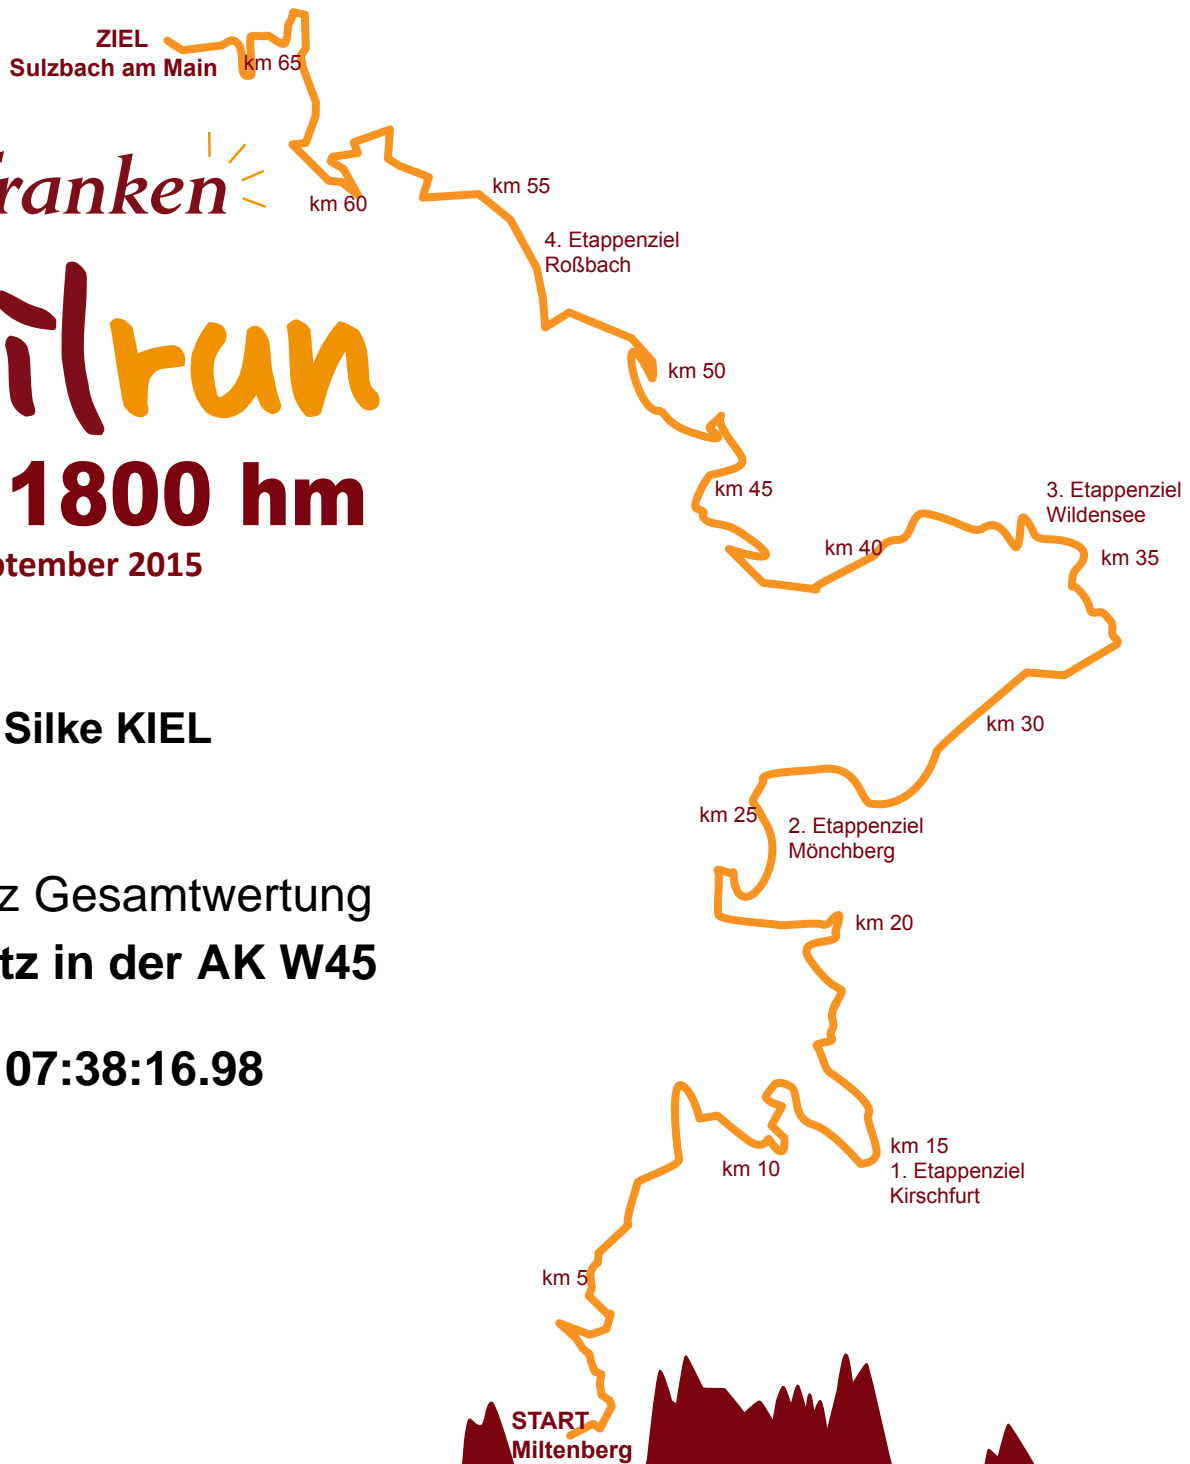 ZIEL
Sulzbach am Main
km 65
km 60
km 55
4. Etappenziel
Roßbach
ranken
ilrun
km 50
1800 hm
km 45
3. Etappenziel
Wildensee
km 40
km 35
ptember 2015
Silke KIEL
km 30
km 25
2. Etappenziel
Mönchberg
z Gesamtwertung
km 20
tz in der AK W45
07:38:16.98
km 15
1. Etappenziel
Kirschfurt
km 10
km 5
START
Miltenberg